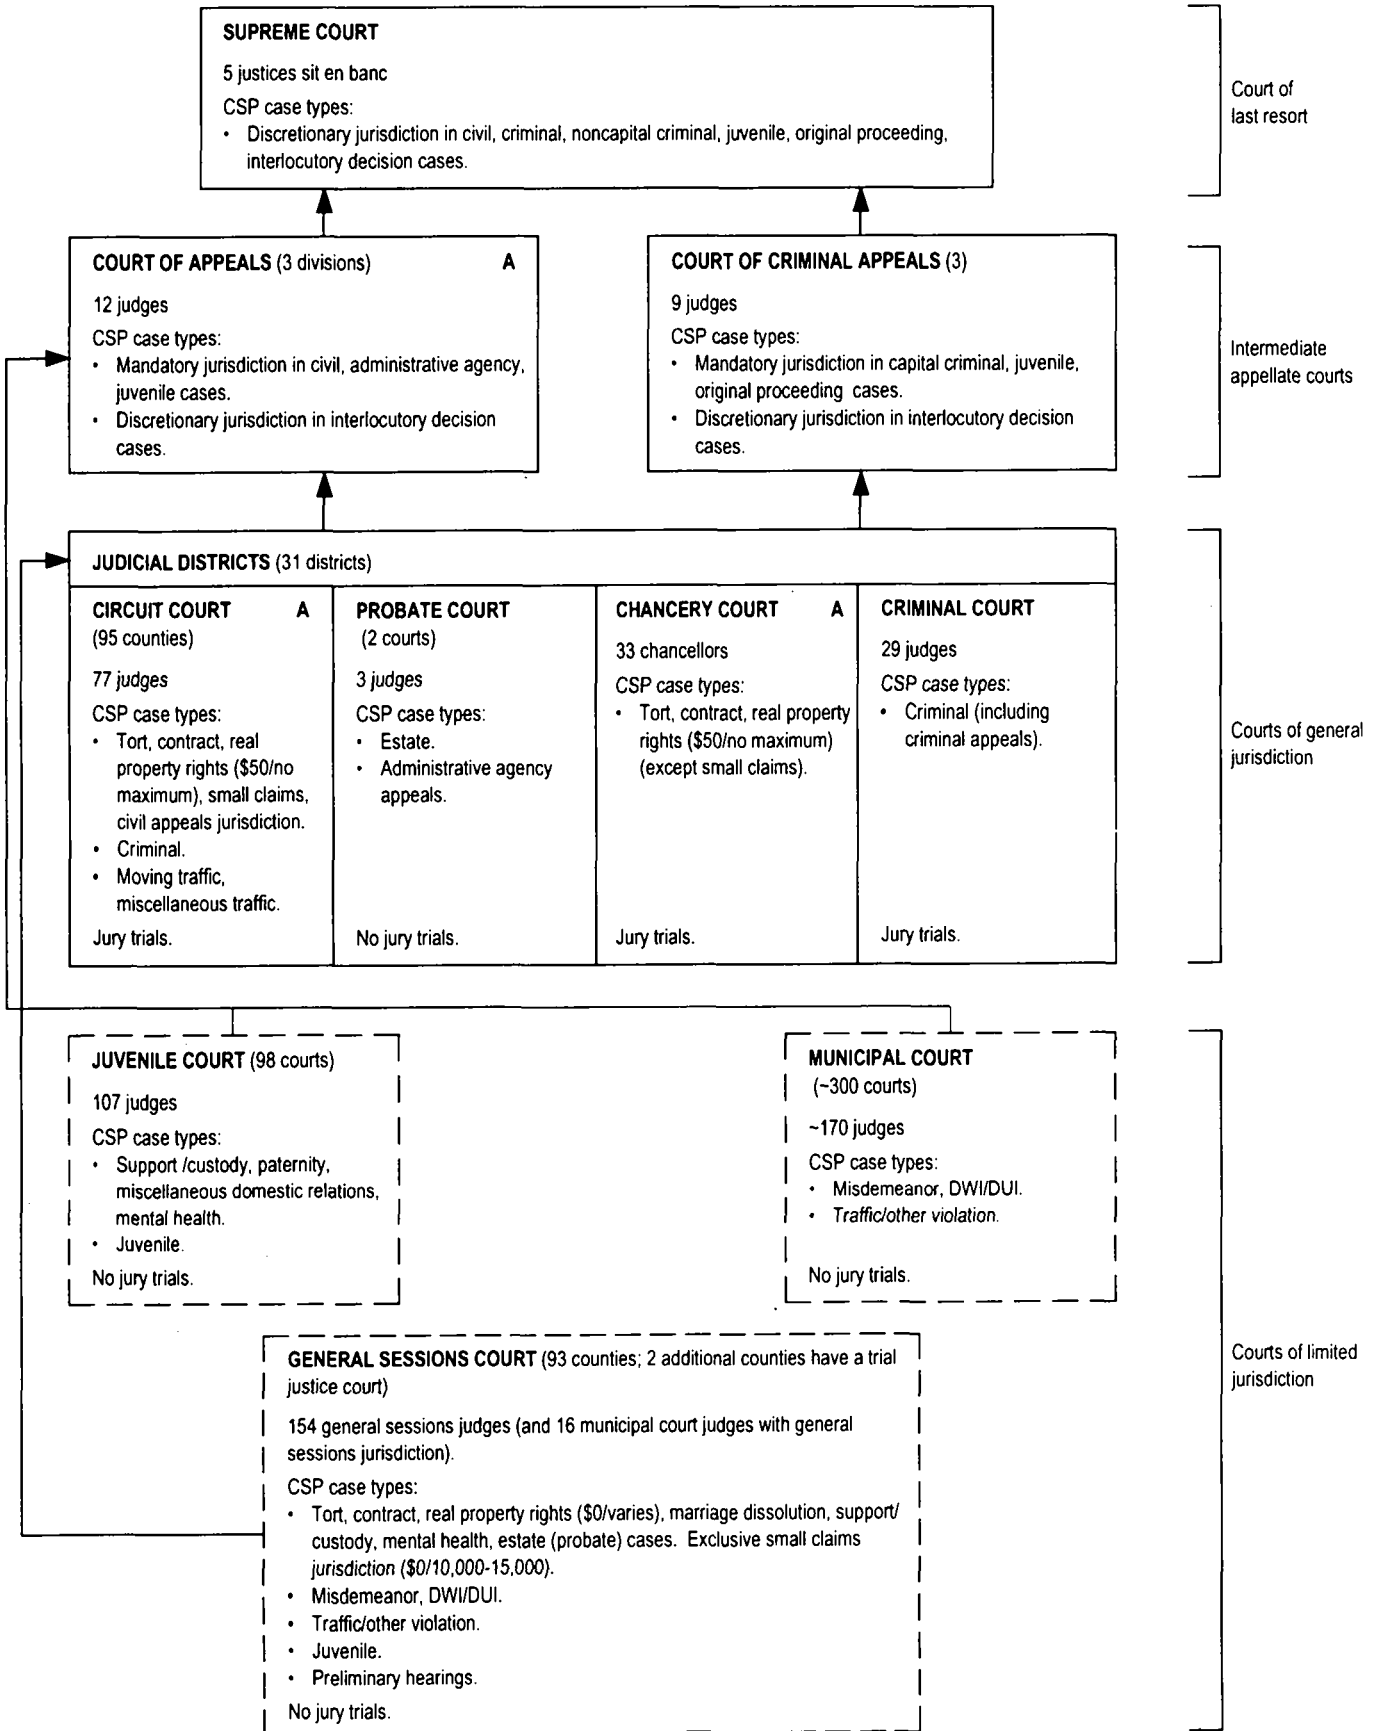 SUPREME COURT
5 justices sit en banc
CSP case types:
• Discretionary jurisdiction in civil, criminal, noncapital criminal, juvenile, original proceeding,
interlocutory decision cases.
Court of
last resort
COURT OF APPEALS (3 divisions) A
12 judges
CSP case types:
• Mandatory jurisdiction in civil, administrative agency,
juvenile cases.
• Discretionary jurisdiction in interlocutory decision
cases.
COURT OF CRIMINAL APPEALS (3)
9 judges
CSP case types:
• Mandatory jurisdiction in capital criminal, juvenile,
original proceeding cases.
• Discretionary jurisdiction in interlocutory decision
cases.
Intermediate
appellate courts
JUDICIAL DISTRICTS (31 districts)
CIRCUIT COURT A
(95 counties)
77 judges
CSP case types:
• Tort, contract, real
property rights ($50/no
maximum), small claims,
civil appeals jurisdiction.
• Criminal.
• Moving traffic,
miscellaneous traffic.
Jury trials.
PROBATE COURT
(2 courts)
3 judges
CSP case types:
• Estate.
• Administrative agency
appeals.
No jury trials.
CHANCERY COURT A
33 chancellors
CSP case types:
• Tort, contract, real property
rights ($50/no maximum)
(except small claims).
Jury trials.
CRIMINAL COURT
29 judges
CSP case types:
• Criminal (including
criminal appeals).
Jury trials.
Courts of general
jurisdiction
JUVENILE COURT (98 courts)
107 judges
CSP case types:
• Support /custody, paternity,
miscellaneous domestic relations,
mental health.
• Juvenile.
No jury trials.
MUNICIPAL COURT
(~300 courts)
~170 judges
CSP case types:
• Misdemeanor, DWI/DUI.
• Traffic/other violation.
No jury trials.
GENERAL SESSIONS COURT (93 counties; 2 additional counties have a trial
justice court)
154 general sessions judges (and 16 municipal court judges with general
sessions jurisdiction).
CSP case types:
• Tort, contract, real property rights ($0/varies), marriage dissolution, support/
custody, mental health, estate (probate) cases. Exclusive small claims
jurisdiction ($0/10,000-15,000).
• Misdemeanor, DWI/DUI.
• Traffic/other violation.
• Juvenile.
• Preliminary hearings.
No jury trials.
Courts of limited
jurisdiction